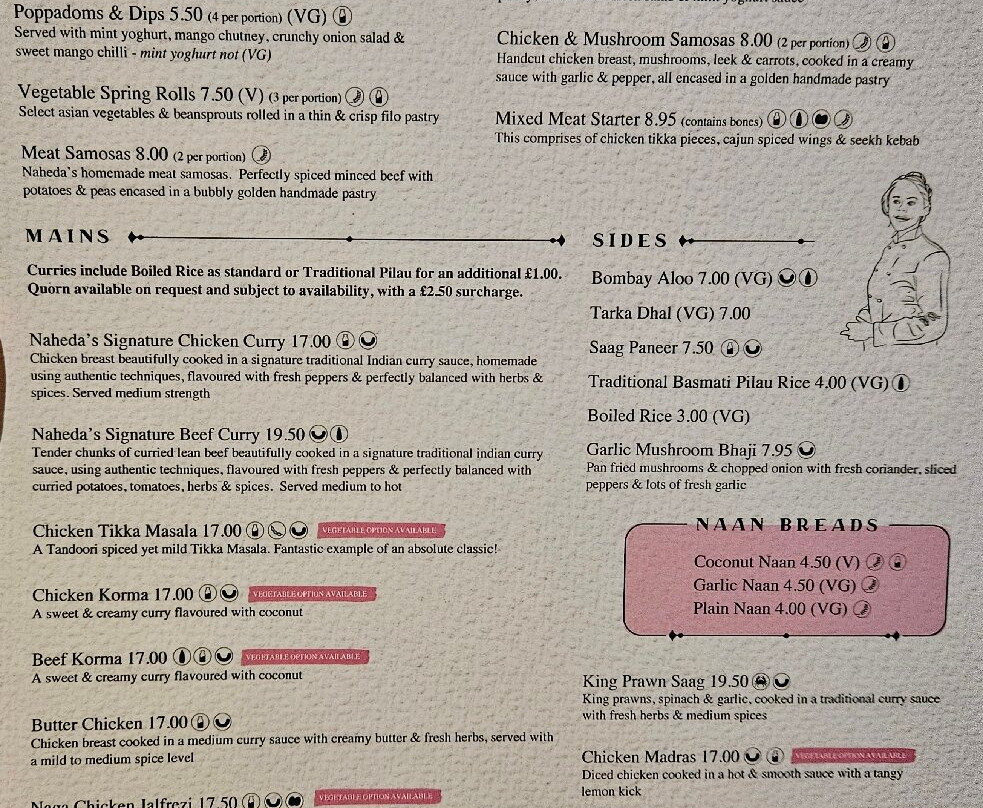 Poppadoms & Dips 5.50 (4 per portion) (VG)
Served with mint yoghurt, mango chutney, crunchy onion salad &
sweet mango chilli - mint yoghurt not (VG)
Vegetable Spring Rolls 7.50 (V) (3 per portion)
Select asian vegetables & beansprouts rolled in a thin & crisp filo pastry
Meat Samosas 8.00 (2 per portion)
Naheda's homemade meat samosas. Perfectly spiced minced beef with
potatoes & peas encased in a bubbly golden handmade pastry
Chicken & Mushroom Samosas 8.00 (2 per portion)
Handcut chicken breast, mushrooms, leek & carrots, cooked in a creamy
sauce with garlic & pepper, all encased in a golden handmade pastry
Mixed Meat Starter 8.95 (contains bones)
This comprises of chicken tikka pieces, cajun spiced wings & seekh kebab
MAINS
Curries include Boiled Rice as standard or Traditional Pilau for an additional £1.00.
Quorn available on request and subject to availability, with a £2.50 surcharge.
Naheda's Signature Chicken Curry 17.00
Chicken breast beautifully cooked in a signature traditional Indian curry sauce, homemade
using authentic techniques, flavoured with fresh peppers & perfectly balanced with herbs &
spices. Served medium strength
Naheda's Signature Beef Curry 19.50
Tender chunks of curried lean beef beautifully cooked in a signature traditional indian curry
sauce, using authentic techniques, flavoured with fresh peppers & perfectly balanced with
curried potatoes, tomatoes, herbs & spices. Served medium to hot
Chicken Tikka Masala 17.00 VEGETABLE OPTION AVAILABLE
A Tandoori spiced yet mild Tikka Masala. Fantastic example of an absolute classic!
Chicken Korma 17.00 VEGETABLE OPTION AVAILABLE
A sweet & creamy curry flavoured with coconut
Beef Korma 17.00 VEGETABLE OPTION AVAILABLE
A sweet & creamy curry flavoured with coconut
Butter Chicken 17.00
Chicken breast cooked in a medium curry sauce with creamy butter & fresh herbs, served with
a mild to medium spice level
Naga Chicken Jalfrezi 17.50 VEGETABLE OPTION AVAILABLE
SIDES
Bombay Aloo 7.00 (VG)
Tarka Dhal (VG) 7.00
Saag Paneer 7.50
Traditional Basmati Pilau Rice 4.00 (VG)
Boiled Rice 3.00 (VG)
Garlic Mushroom Bhaji 7.95
Pan fried mushrooms & chopped onion with fresh coriander, sliced
peppers & lots of fresh garlic
NAAN BREADS
Coconut Naan 4.50 (V)
Garlic Naan 4.50 (VG)
Plain Naan 4.00 (VG)
King Prawn Saag 19.50
King prawns, spinach & garlic, cooked in a traditional curry sauce
with fresh herbs & medium spices
Chicken Madras 17.00 VEGETABLE OPTION AVAILABLE
Diced chicken cooked in a hot & smooth sauce with a tangy
lemon kick